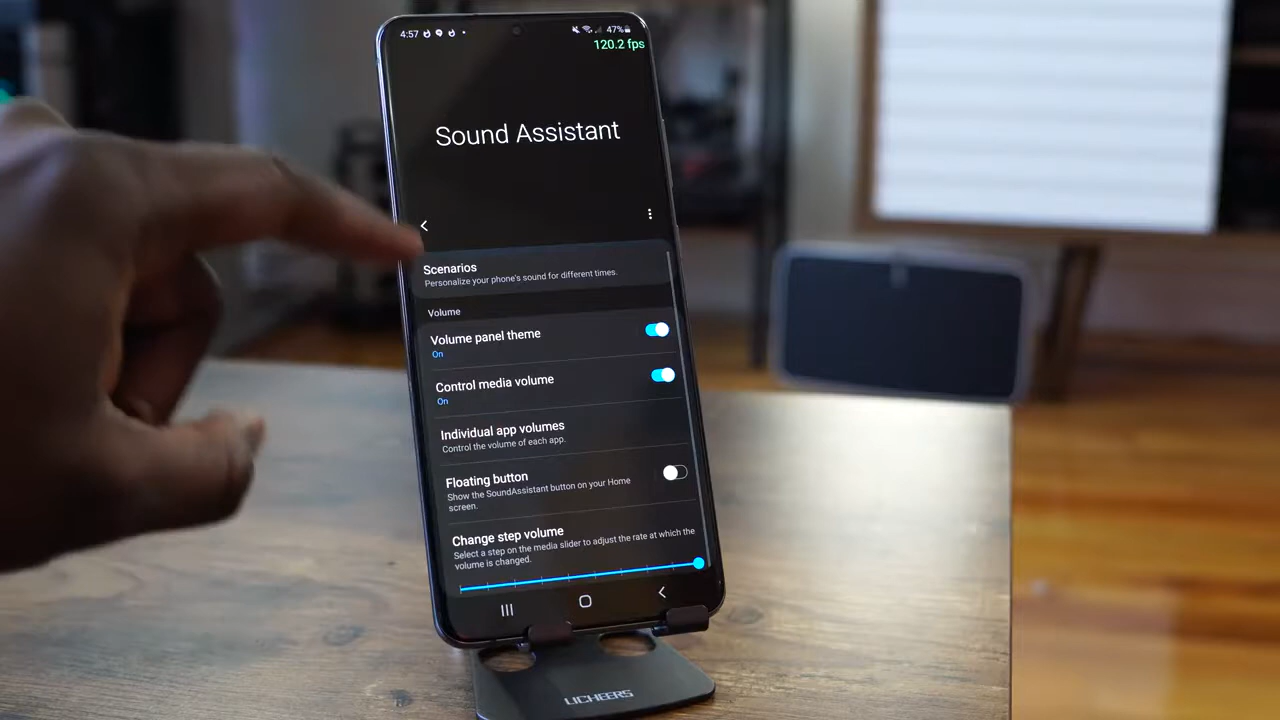 4:57
47%
120.2 fps
Sound Assistant
Scenarios
Personalize your phone's sound for different times.
Volume
Volume panel theme
On
Control media volume
On
Individual app volumes
Control the volume of each app.
Floating button
Show the SoundAssistant button on your Home
screen.
Change step volume
Select a step on the media slider to adjust the rate at which the
volume is changed.
LICHEERS